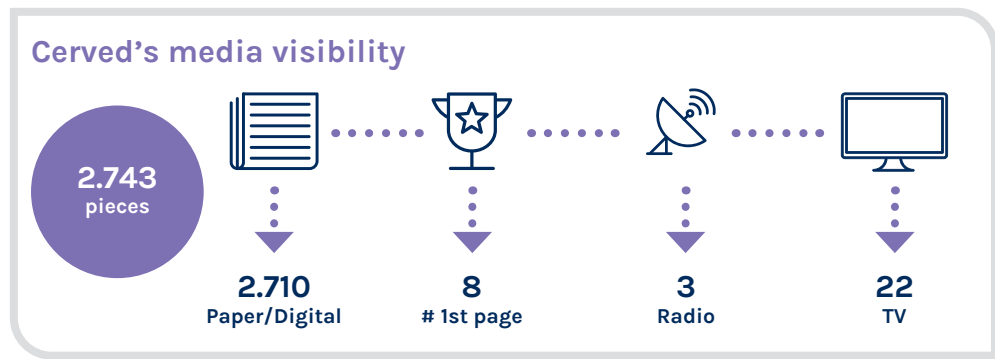 Cerved's media visibility
2.743
pieces
2.710
Paper/Digital
8
# 1st page
3
Radio
22
TV